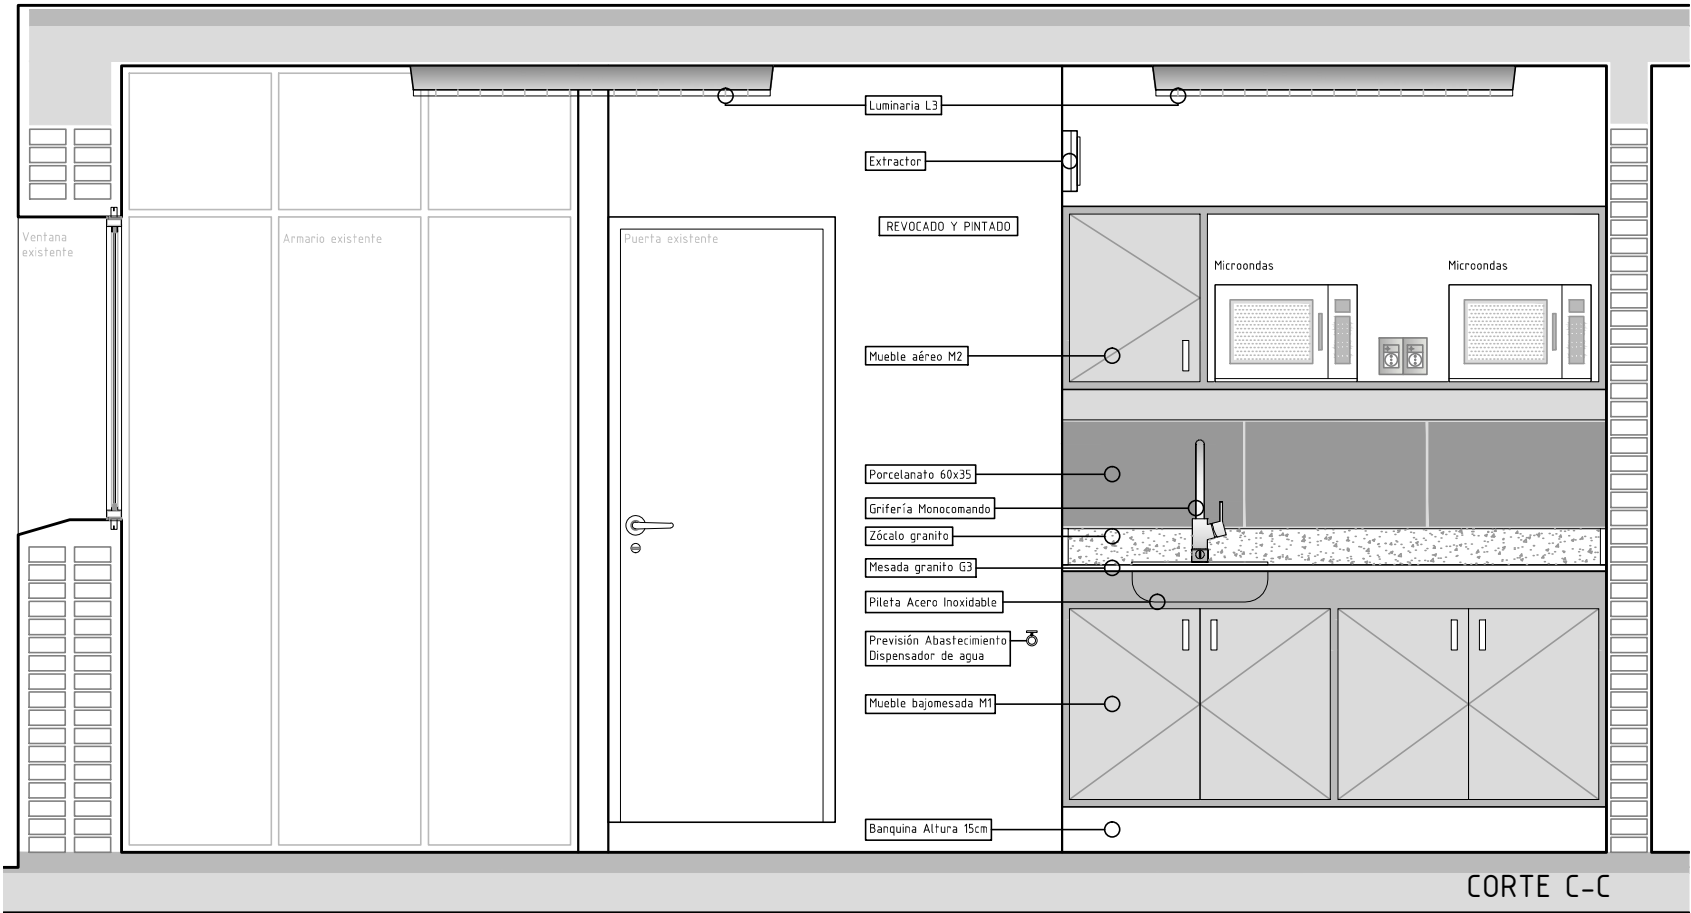 Luminaria L3
Extractor
REVOCADO Y PINTADO
Ventana
existente
Armario existente
Puerta existente
Microondas
Microondas
Mueble aéreo M2
Porcelanato 60x35
Grifería Monocomando
Zócalo granito
Mesada granito G3
Pileta Acero Inoxidable
Previsión Abastecimiento
Dispensador de agua
Mueble bajomesada M1
Banquina Altura 15cm
CORTE C-C